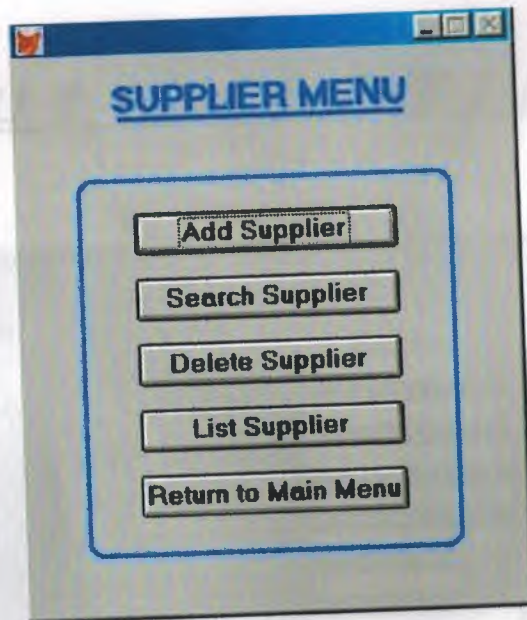 SUPPLIER MENU
Add Supplier
Search Supplier
Delete Supplier
List Supplier
Return to Main Menu